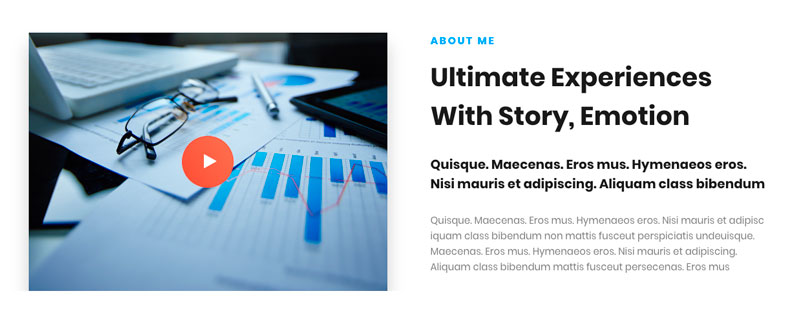 ABOUT ME
Ultimate Experiences
With Story, Emotion
Quisque. Maecenas. Eros mus. Hymenaeos eros.
Nisi mauris et adipiscing. Aliquam class bibendum
Quisque. Maecenas. Eros mus. Hymenaeos eros. Nisi mauris et adipisc
iquam class bibendum non mattis fusceut perspiciatis undeuisque.
Maecenas. Eros mus. Hymenaeos eros. Nisi mauris et adipiscing.
Aliquam class bibendum mattis fusceut persecenas. Eros mus